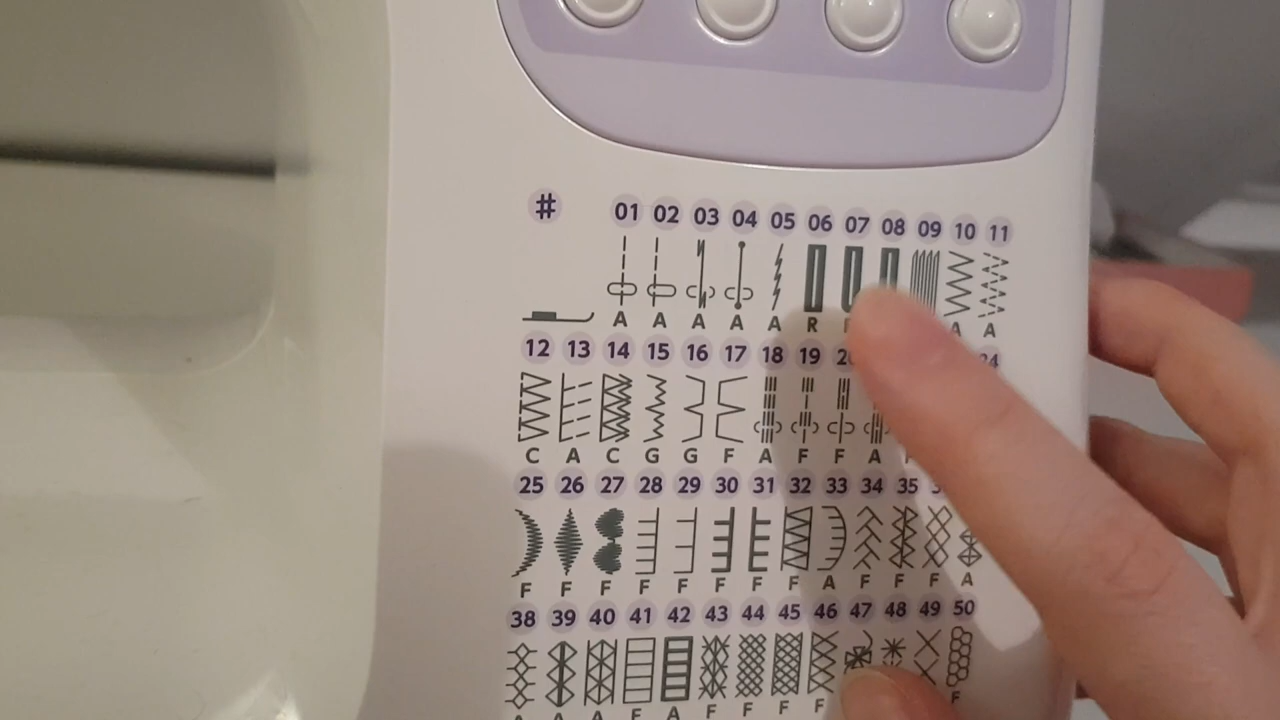 # 01 02 03 04 05 06 07 08 09 10 11
A A A A A R A A
12 13 14 15 16 17 18 19 24
C A C G G F A F F A
25 26 27 28 29 30 31 32 33 34 35
F F F F F F F F A F F F A
38 39 40 41 42 43 44 45 46 47 48 49 50
A A A F A F F F F F